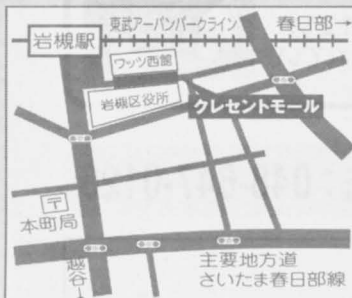 東武アーバンパークライン
春日部→
岩槻駅
ワッツ西館
岩槻区役所
クレセントモール
〒
本町局
主要地方道
さいたま春日部線
越谷
↓